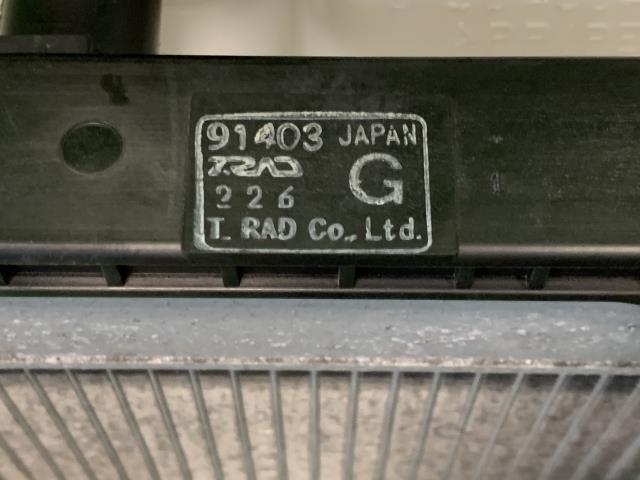 91403 JAPAN
TRAD
226 G
T. RAD Co., Ltd.